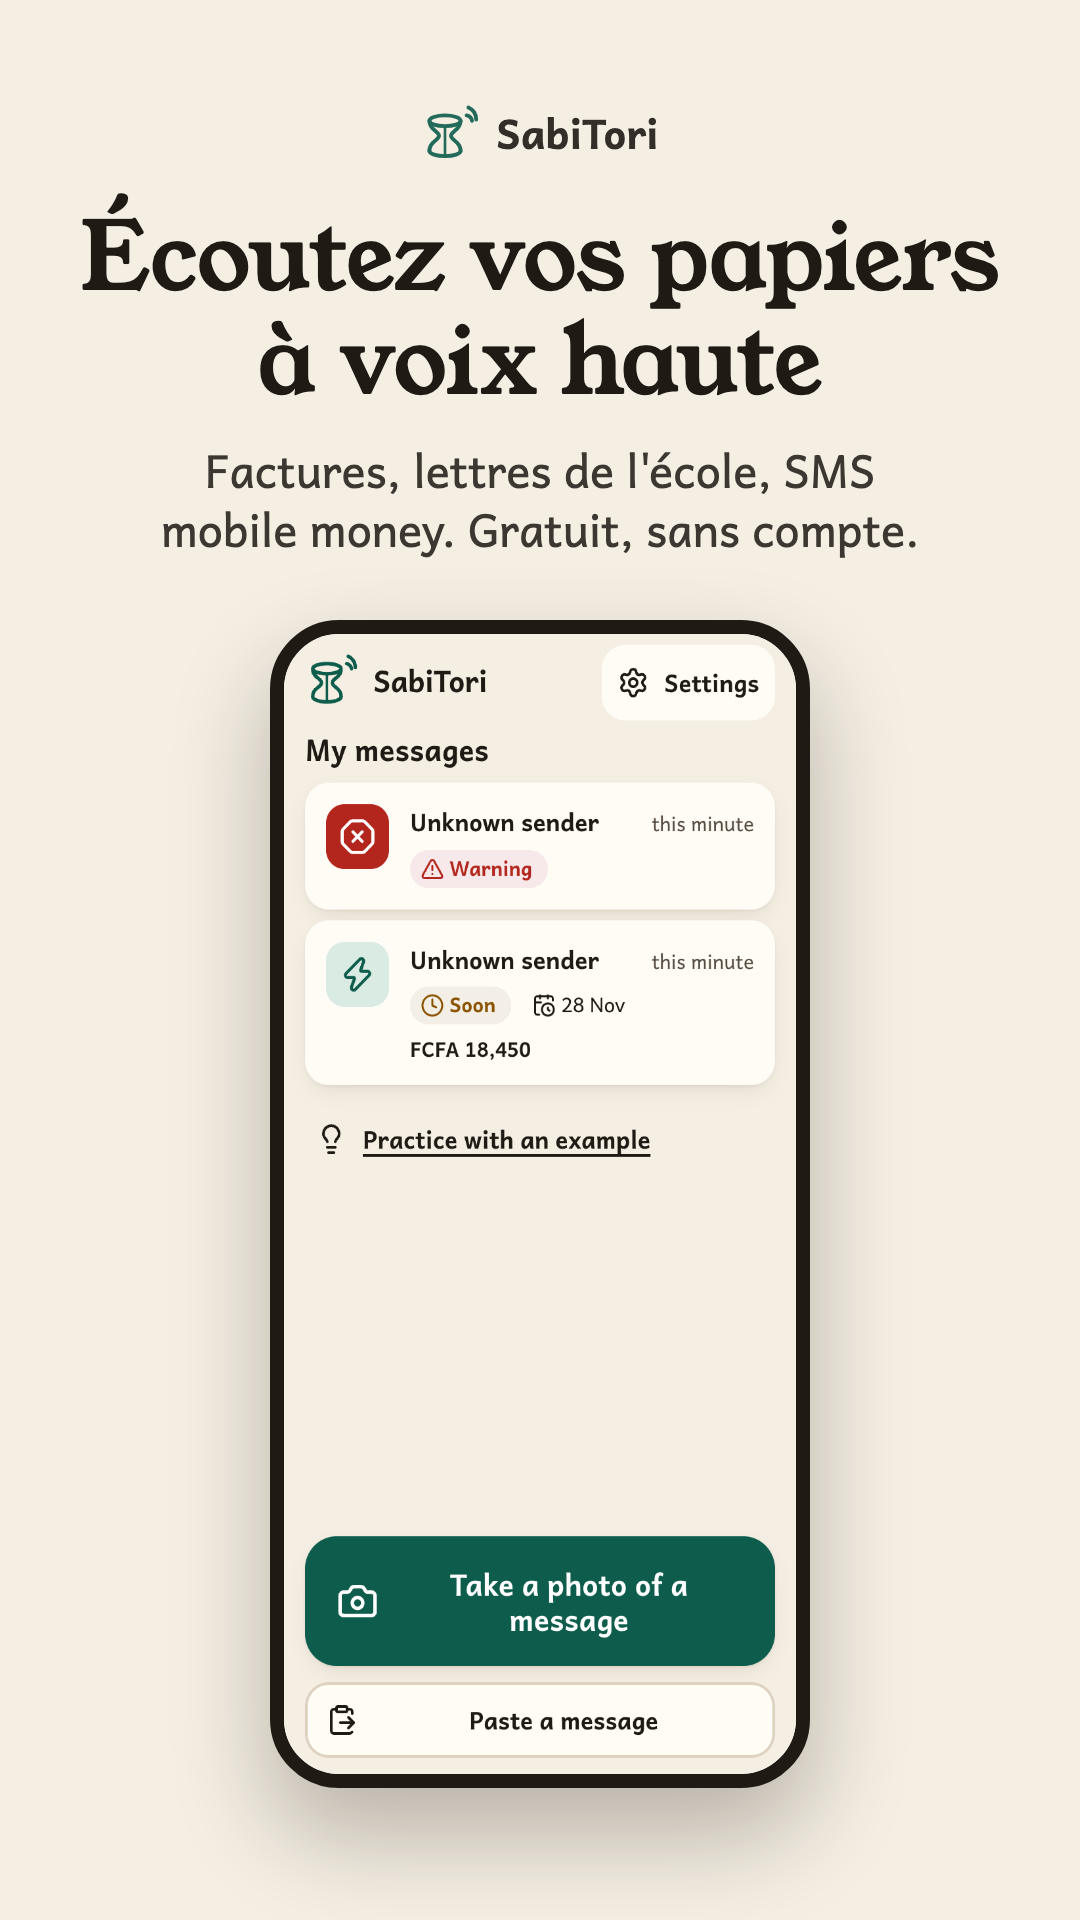 SabiTori
Écoutez vos papiers
à voix haute
Factures, lettres de l'école, SMS
mobile money. Gratuit, sans compte.
SabiTori
Settings
My messages
Unknown sender
this minute
Warning
Unknown sender
this minute
Soon
28 Nov
FCFA 18,450
Practice with an example
Take a photo of a
message
Paste a message